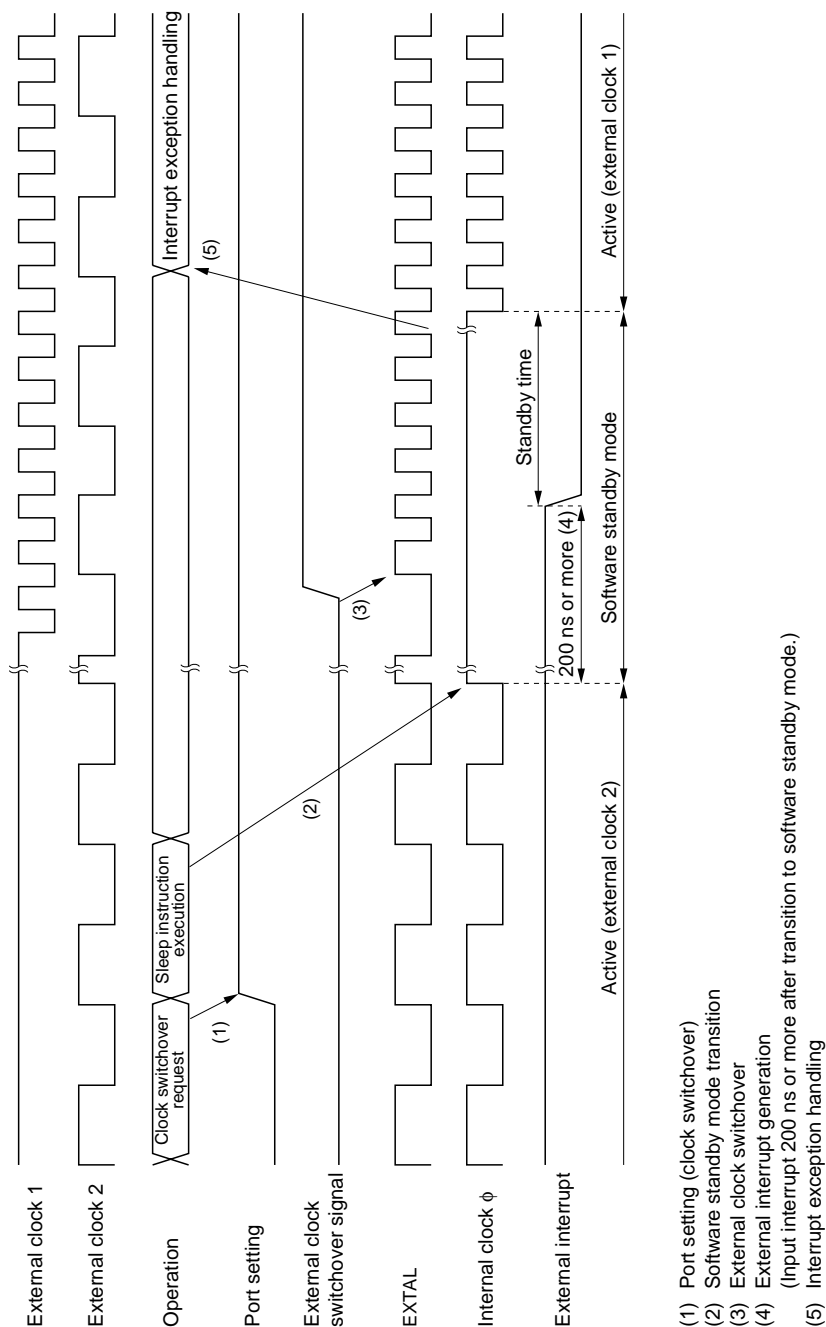 External clock 1
External clock 2
Operation
Clock switchover
request
Sleep instruction
execution
Interrupt exception handling
Port setting
(1)
External clock
switchover signal
(2)
(3)
(5)
EXTAL
Internal clock φ
External interrupt
200 ns or more (4)
Standby time
Active (external clock 2)
Software standby mode
Active (external clock 1)
(1) Port setting (clock switchover)
(2) Software standby mode transition
(3) External clock switchover
(4) External interrupt generation
(Input interrupt 200 ns or more after transition to software standby mode.)
(5) Interrupt exception handling